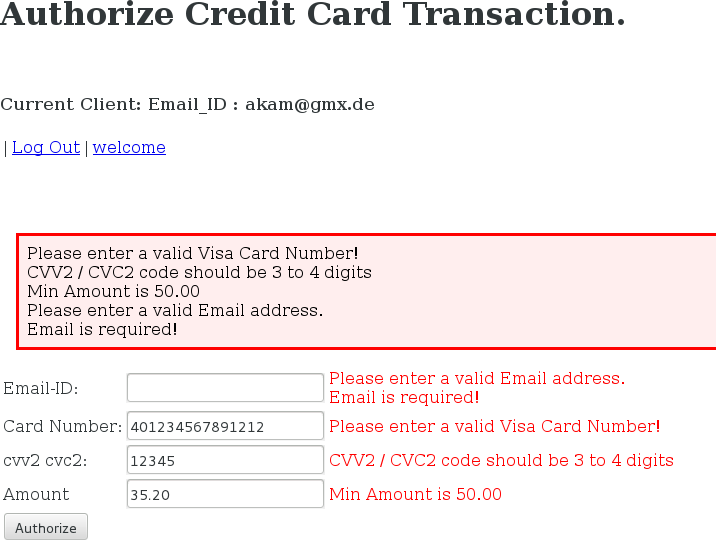 Authorize Credit Card Transaction.
Current Client: Email_ID : akam@gmx.de
| Log Out | welcome
Please enter a valid Visa Card Number!
CVV2 / CVC2 code should be 3 to 4 digits
Min Amount is 50.00
Please enter a valid Email address.
Email is required!
Email-ID:
Please enter a valid Email address.
Email is required!
Card Number: 401234567891212 Please enter a valid Visa Card Number!
cvv2 cvc2: 12345 CVV2 / CVC2 code should be 3 to 4 digits
Amount 35.20 Min Amount is 50.00
Authorize